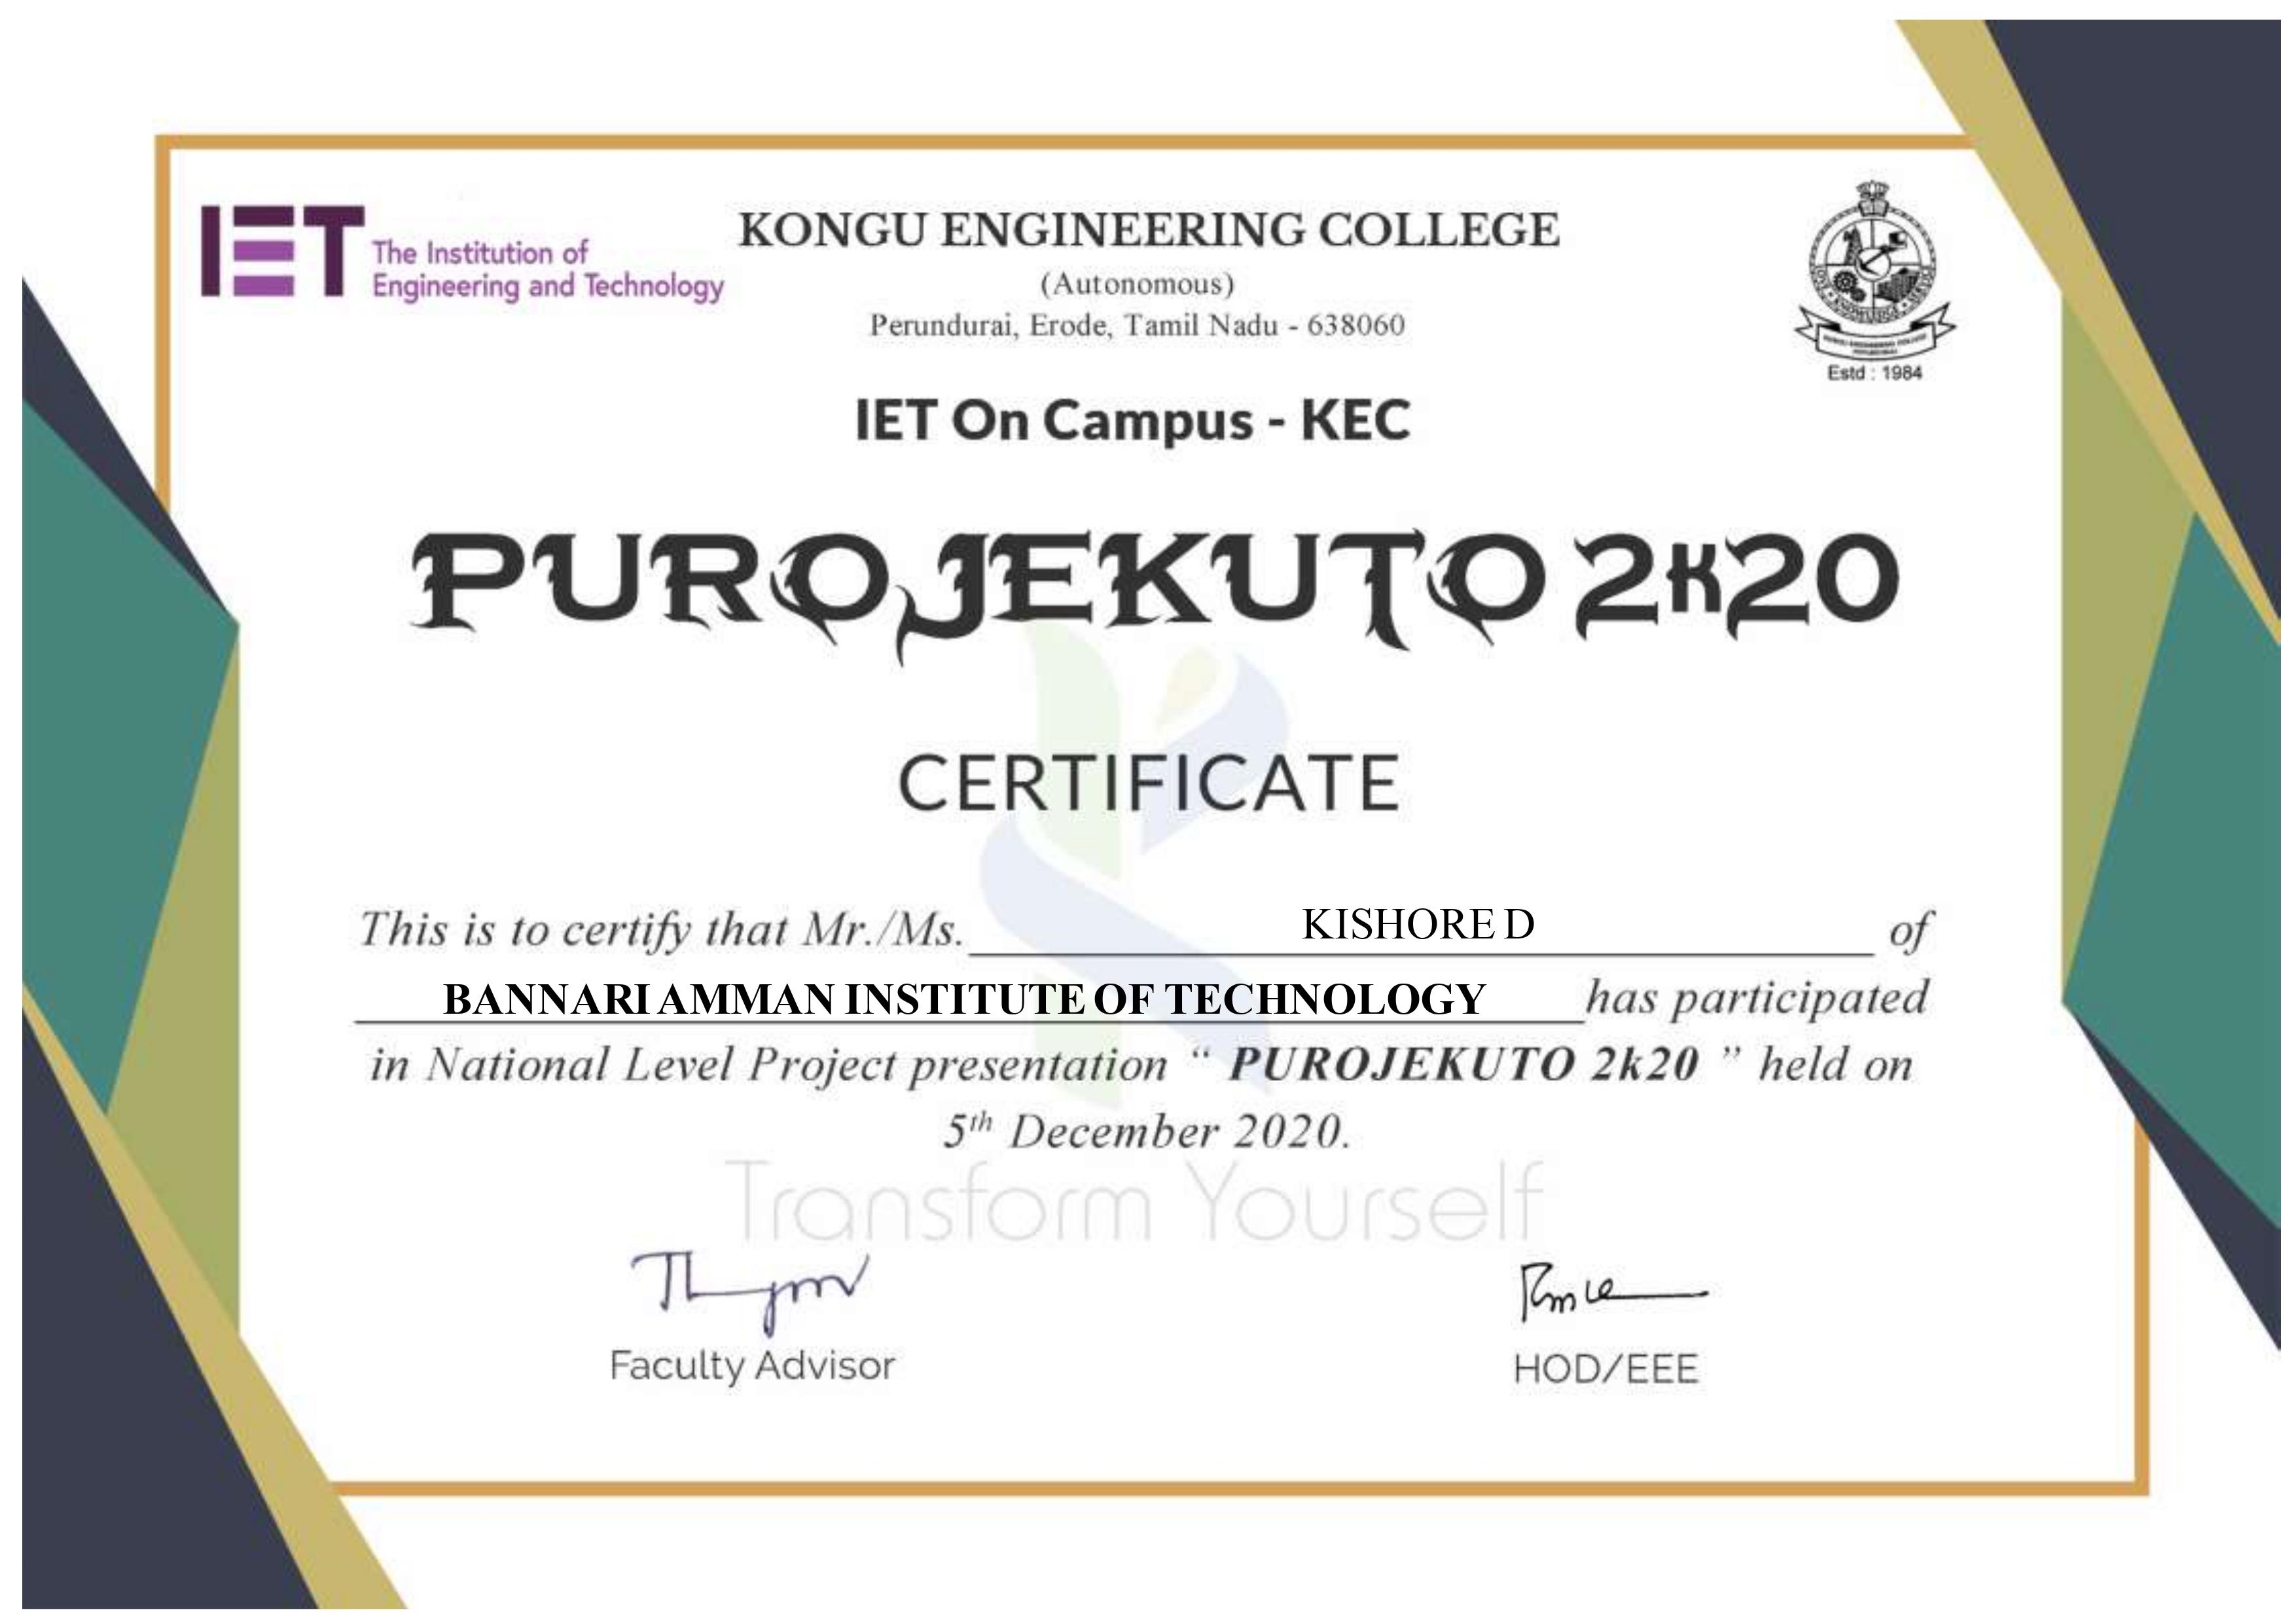 IET The Institution of
Engineering and Technology
KONGU ENGINEERING COLLEGE
(Autonomous)
Perundurai, Erode, Tamil Nadu - 638060
Estd : 1984
IET On Campus - KEC
PUROJEKUTO 2K20
CERTIFICATE
This is to certify that Mr./Ms. KISHORE D of
BANNARI AMMAN INSTITUTE OF TECHNOLOGY has participated
in National Level Project presentation “ PUROJEKUTO 2k20 ” held on
5th December 2020.
Transform Yourself
Faculty Advisor
HOD/EEE